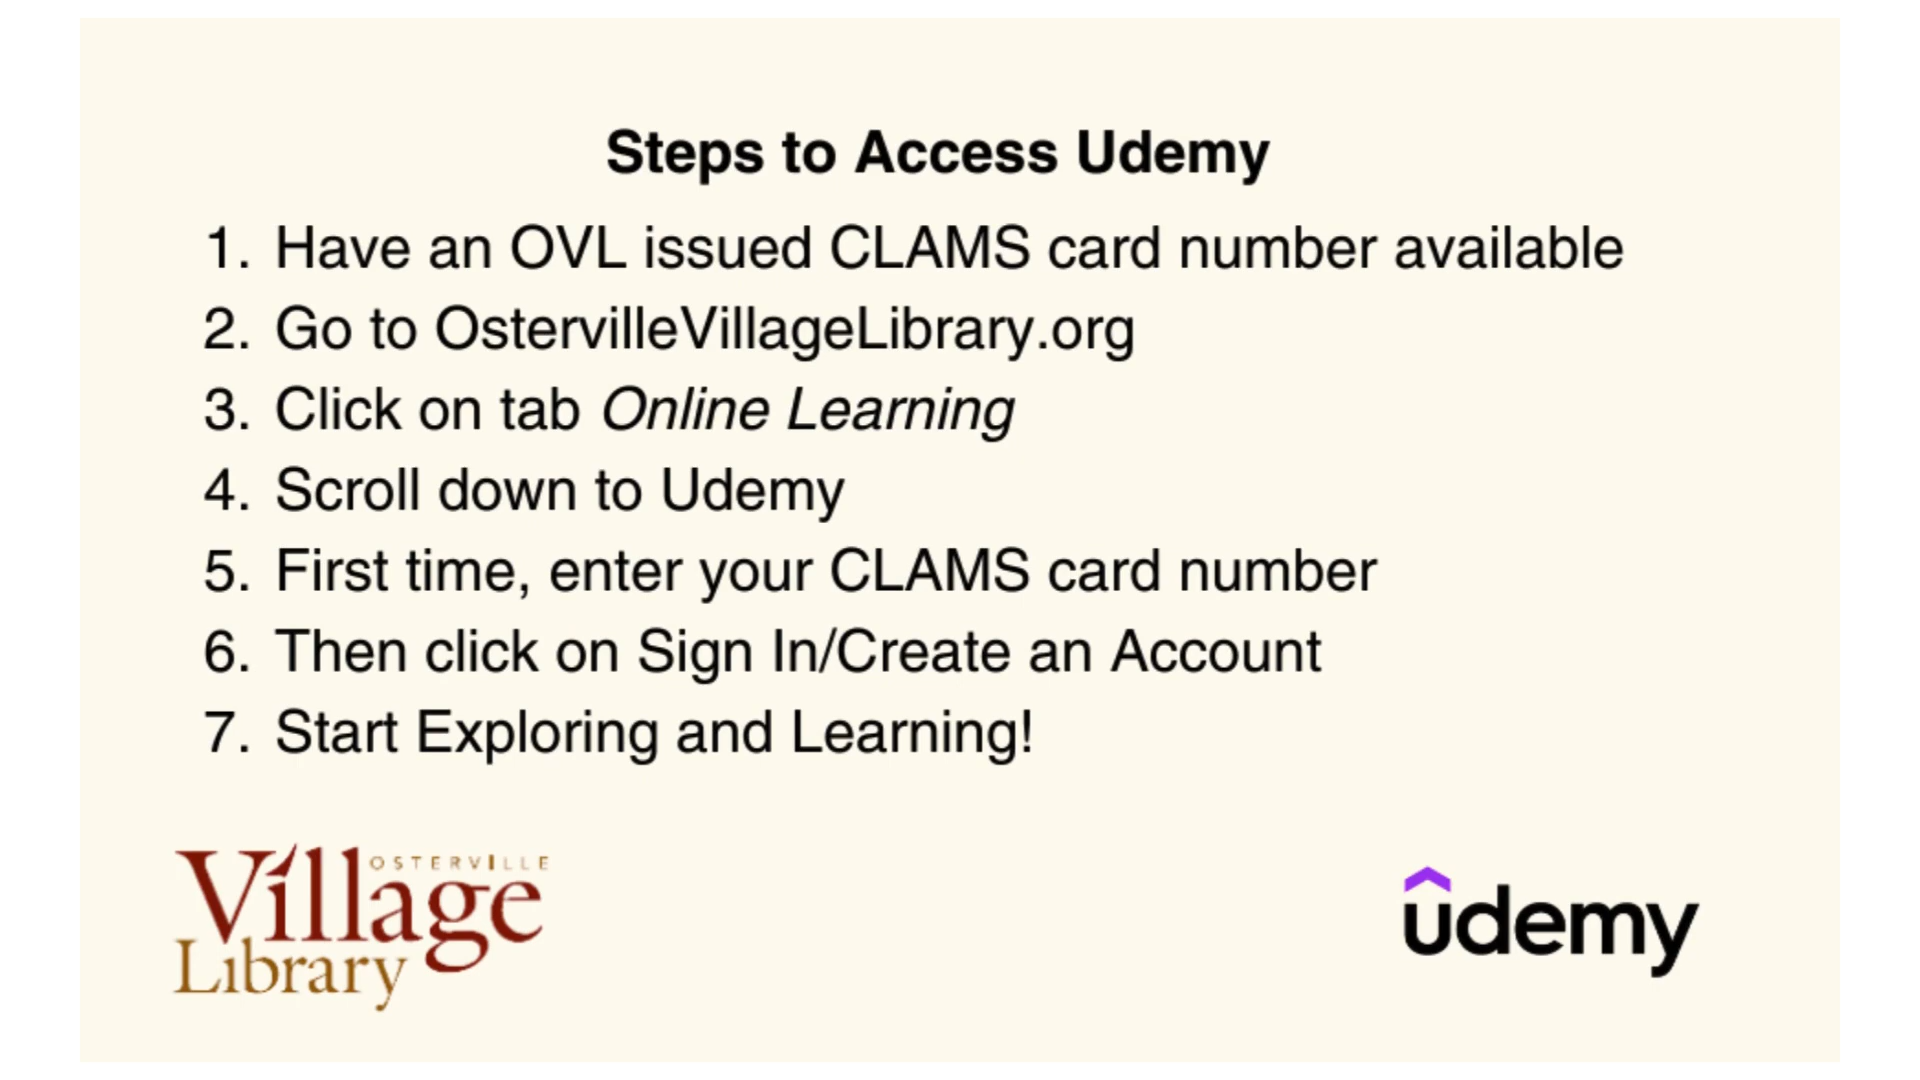 Steps to Access Udemy
1. Have an OVL issued CLAMS card number available
2. Go to OstervilleVillageLibrary.org
3. Click on tab Online Learning
4. Scroll down to Udemy
5. First time, enter your CLAMS card number
6. Then click on Sign In/Create an Account
7. Start Exploring and Learning!
OSTERVILLE
Village
Library
udemy